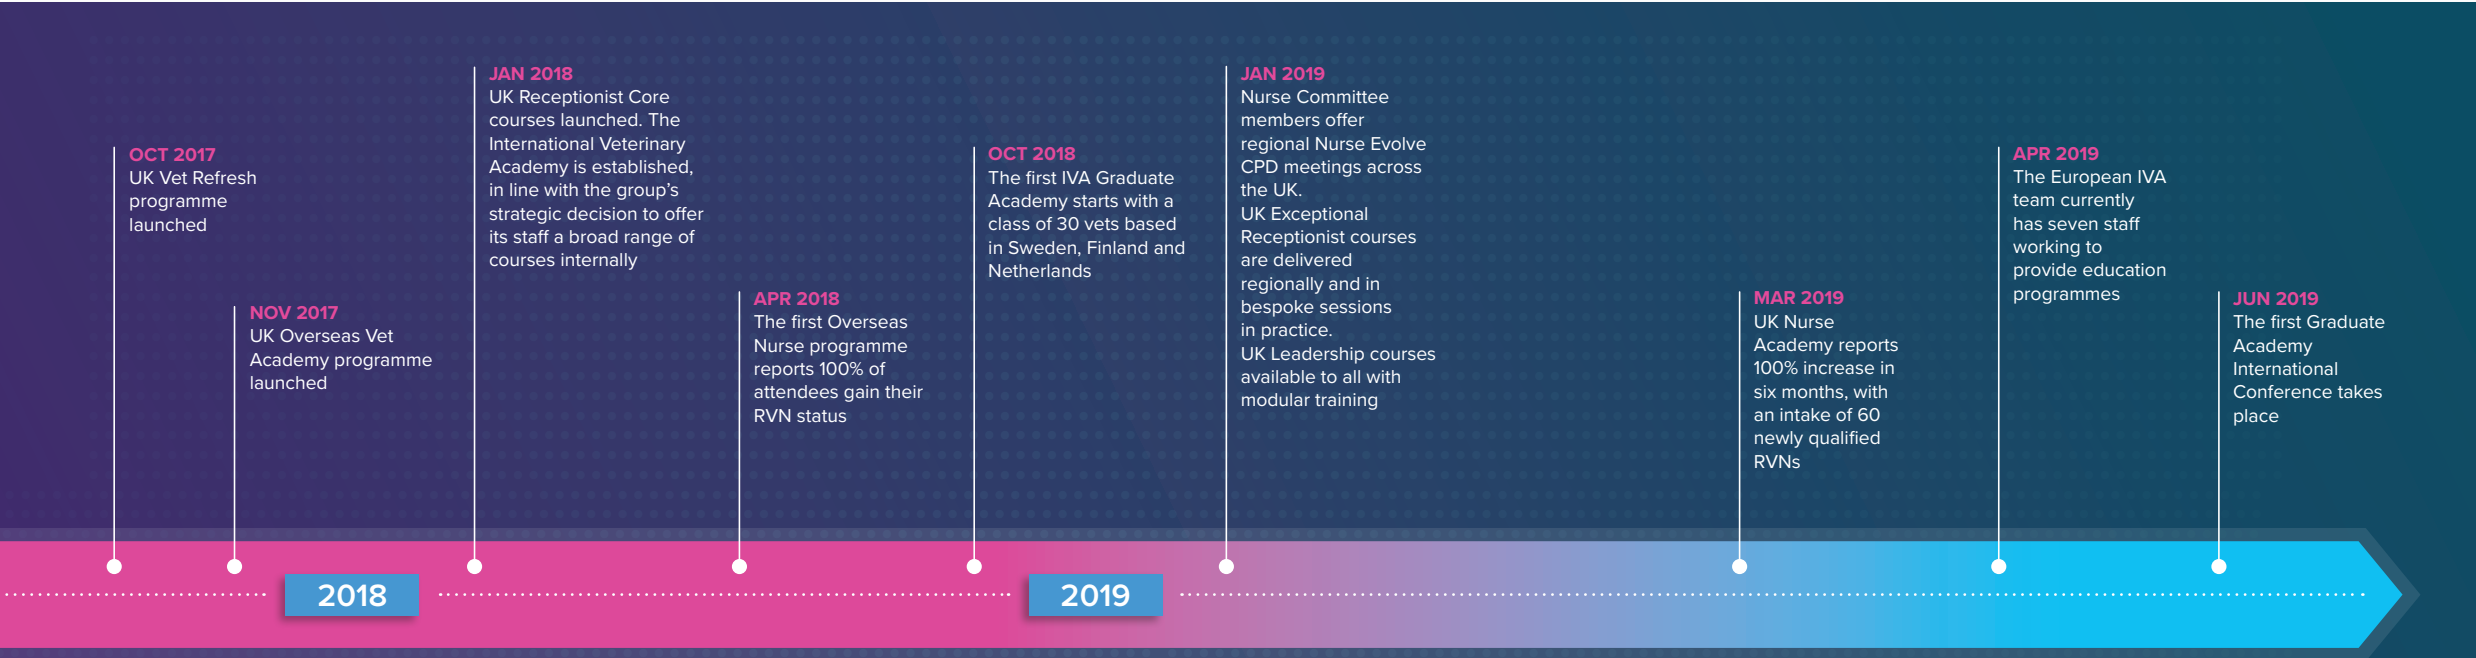 OCT 2017
UK Vet Refresh
programme
launched
NOV 2017
UK Overseas Vet
Academy programme
launched
JAN 2018
UK Receptionist Core
courses launched. The
International Veterinary
Academy is established,
in line with the group’s
strategic decision to offer
its staff a broad range of
courses internally
APR 2018
The first Overseas
Nurse programme
reports 100% of
attendees gain their
RVN status
OCT 2018
The first IVA Graduate
Academy starts with a
class of 30 vets based
in Sweden, Finland and
Netherlands
JAN 2019
Nurse Committee
members offer
regional Nurse Evolve
CPD meetings across
the UK.
UK Exceptional
Receptionist courses
are delivered
regionally and in
bespoke sessions
in practice.
UK Leadership courses
available to all with
modular training
MAR 2019
UK Nurse
Academy reports
100% increase in
six months, with
an intake of 60
newly qualified
RVNs
APR 2019
The European IVA
team currently
has seven staff
working to
provide education
programmes
JUN 2019
The first Graduate
Academy
International
Conference takes
place
2018
2019